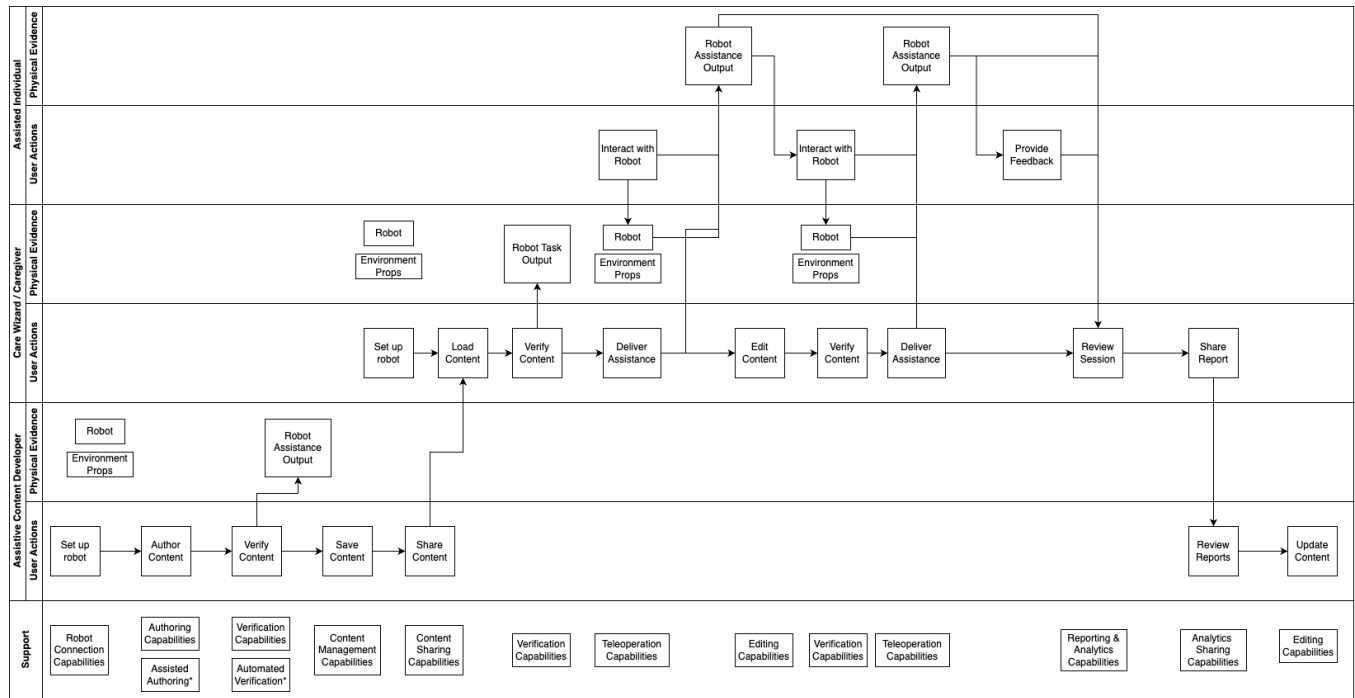 Assisted Individual
Physical Evidence
Robot
Assistance
Output
Robot
Assistance
Output
User Actions
Interact with
Robot
Interact with
Robot
Provide
Feedback
Care Wizard / Caregiver
Physical Evidence
Robot
Environment
Props
Robot Task
Output
Robot
Environment
Props
Robot
Environment
Props
User Actions
Set up
robot
Load
Content
Verify
Content
Deliver
Assistance
Edit
Content
Verify
Content
Deliver
Assistance
Review
Session
Share
Report
Assistive Content Developer
Physical Evidence
Robot
Environment
Props
Robot
Assistance
Output
User Actions
Set up
robot
Author
Content
Verify
Content
Save
Content
Share
Content
Review
Reports
Update
Content
Support
Robot
Connection
Capabilities
Authoring
Capabilities
Assisted
Authoring*
Verification
Capabilities
Automated
Verification*
Content
Management
Capabilities
Content
Sharing
Capabilities
Verification
Capabilities
Teleoperation
Capabilities
Editing
Capabilities
Verification
Capabilities
Teleoperation
Capabilities
Reporting &
Analytics
Capabilities
Analytics
Sharing
Capabilities
Editing
Capabilities